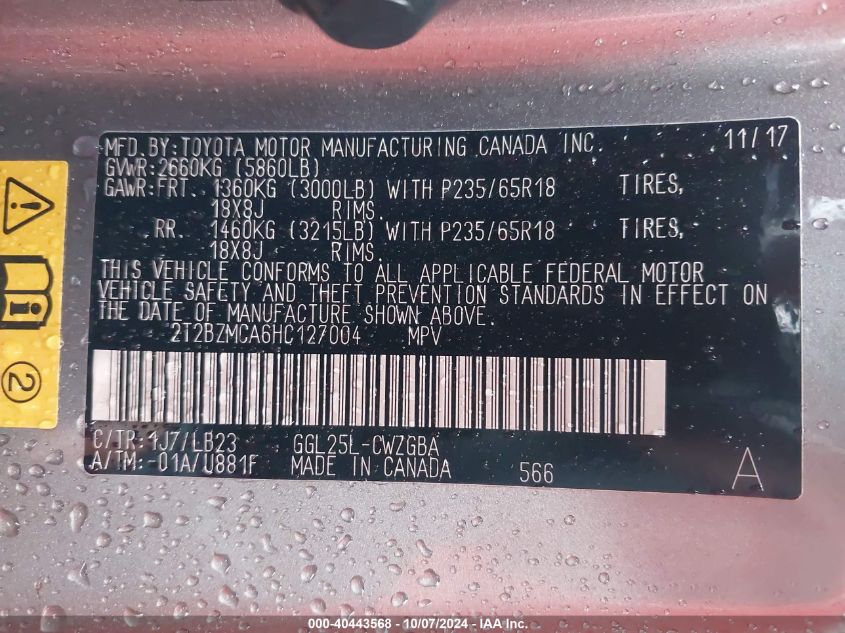 MFD.BY:TOYOTA MOTOR MANUFACTURING CANADA INC. 11/17
GVWR:2660KG (5860LB)
GAWR:FRT. 1360KG (3000LB) WITH P235/65R18 TIRES,
18X8J RIMS.
RR. 1460KG (3215LB) WITH P235/65R18 TIRES,
18X8J RIMS.
THIS VEHICLE CONFORMS TO ALL APPLICABLE FEDERAL MOTOR
VEHICLE SAFETY AND THEFT PREVENTION STANDARDS IN EFFECT ON
THE DATE OF MANUFACTURE SHOWN ABOVE.
2T2BZMCA6HC127004 MPV
C/TR:4J7/LB23 GGL25L-CWZGBA
A/TM:-01A/U881F MADE IN CANADA 566 A
2
000-40443568 - 10/07/2024 - IAA Inc.